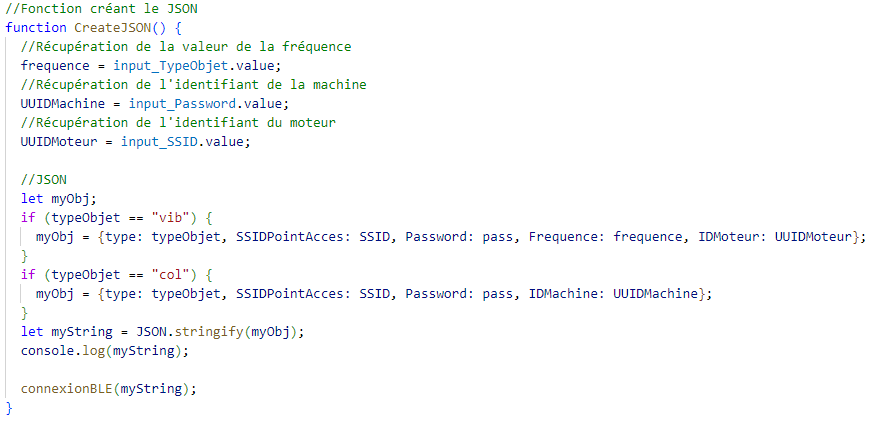 //Fonction créant le JSON
function CreateJSON() {
//Récupération de la valeur de la fréquence
frequence = input_TypeObjet.value;
//Récupération de l'identifiant de la machine
UUIDMachine = input_Password.value;
//Récupération de l'identifiant du moteur
UUIDMoteur = input_SSID.value;
//JSON
let myObj;
if (typeObjet == "vib") {
myObj = {type: typeObjet, SSIDPointAcces: SSID, Password: pass, Frequence: frequence, IDMoteur: UUIDMoteur};
}
if (typeObjet == "col") {
myObj = {type: typeObjet, SSIDPointAcces: SSID, Password: pass, IDMachine: UUIDMachine};
}
let myString = JSON.stringify(myObj);
console.log(myString);
connexionBLE(myString);
}